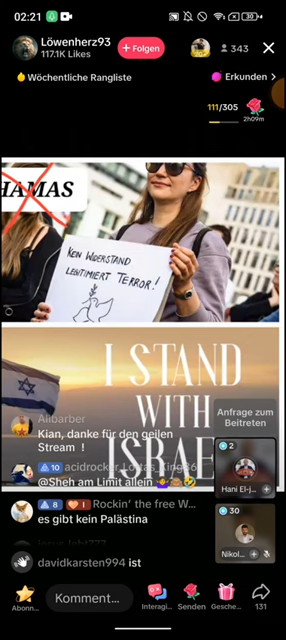 02:21
30
Löwenherz93
117.1K Likes
+ Folgen
343
Wöchentliche Rangliste
Erkunden >
111/305
2h09m
HAMAS
KEIN WIDERSTAND
LEGITIMIERT TERROR!
I STAND
WITH
ISRAE
Alibarber
Kian, danke für den geilen
Stream !
10 acidrocker
@Sheh am Limit allein 🤷🙈🤣
8 I Rockin´ the free W...
es gibt kein Palästina
davidkarsten994 ist
Anfrage zum
Beitreten
2
Hani El-j...
30
Nikol...
Abonn...
Komment...
Interagi...
Senden
Gesche...
131